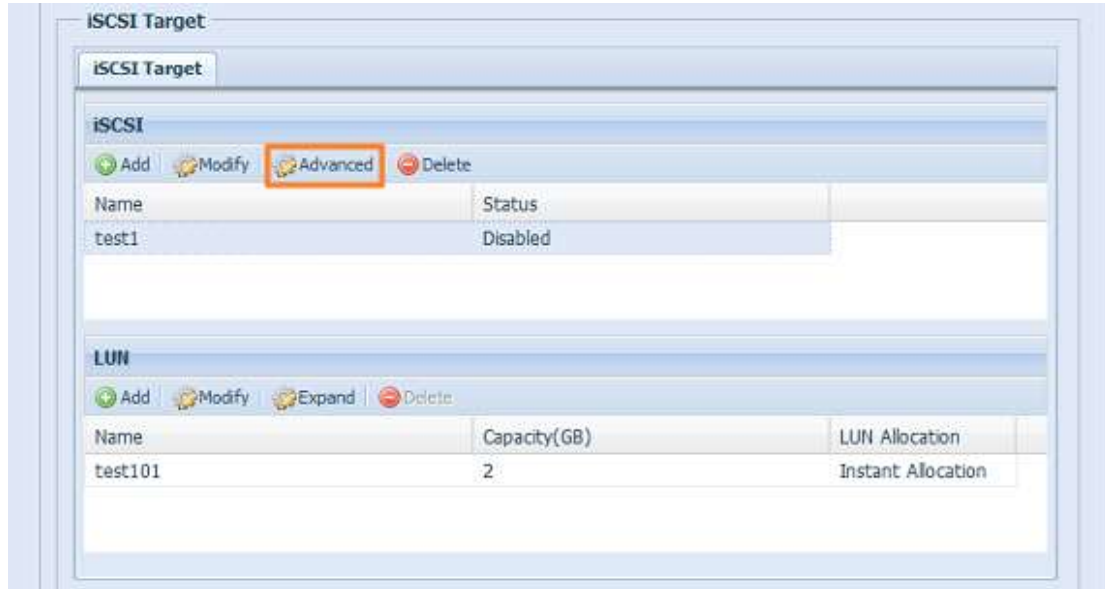 iSCSI Target
iSCSI Target
iSCSI
Add Modify Advanced Delete
Name Status
test1 Disabled
LUN
Add Modify Expand Delete
Name Capacity(GB) LUN Allocation
test101 2 Instant Allocation